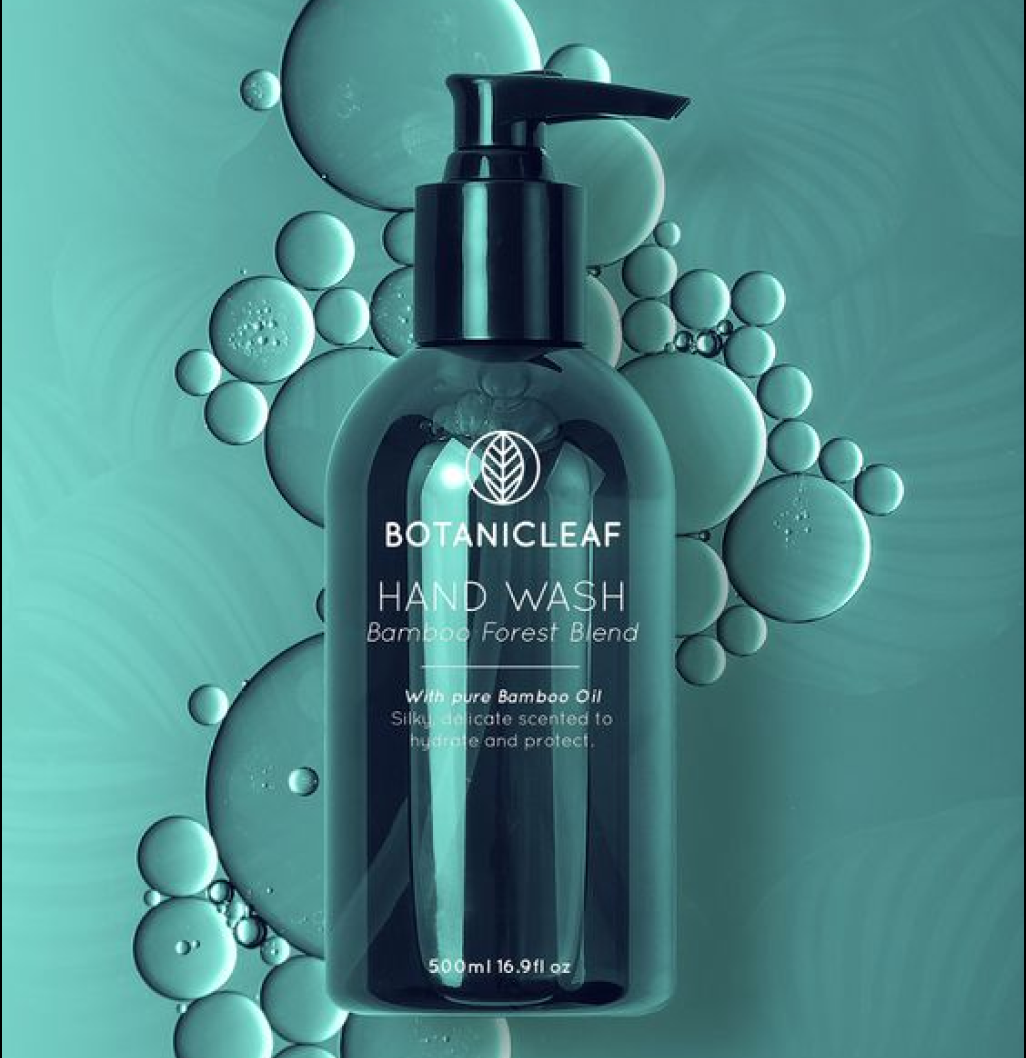 BOTANICLEAF
HAND WASH
Bamboo Forest Blend
With pure Bamboo Oil
Silky, delicate scented to
hydrate and protect.
500ml 16.9fl oz